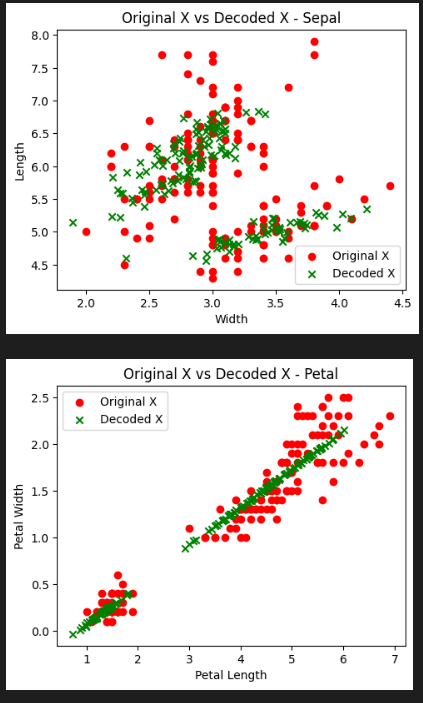 Original X vs Decoded X - Sepal
8.0
7.5
7.0
6.5
6.0
5.5
5.0
4.5
Length
Original X
Decoded X
2.0 2.5 3.0 3.5 4.0 4.5
Width
Original X vs Decoded X - Petal
2.5
2.0
1.5
1.0
0.5
0.0
Petal Width
Original X
Decoded X
1 2 3 4 5 6 7
Petal Length